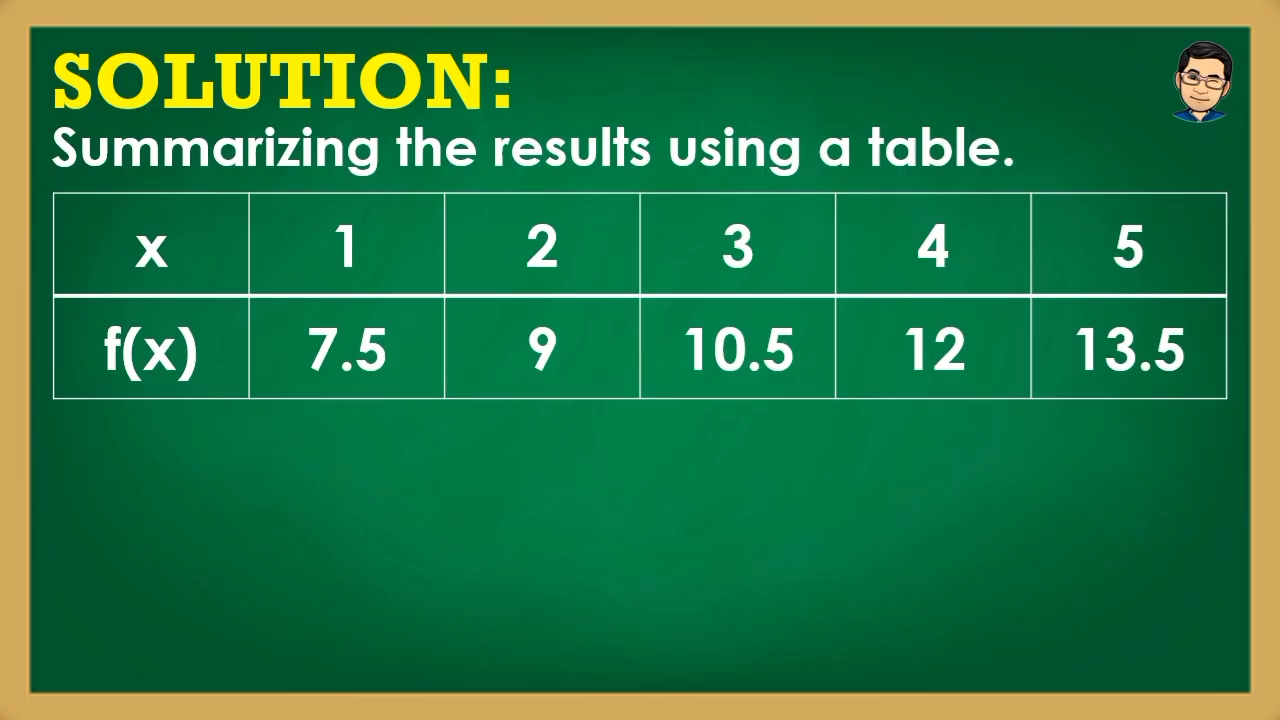 SOLUTION:
Summarizing the results using a table.
x 1 2 3 4 5
f(x) 7.5 9 10.5 12 13.5